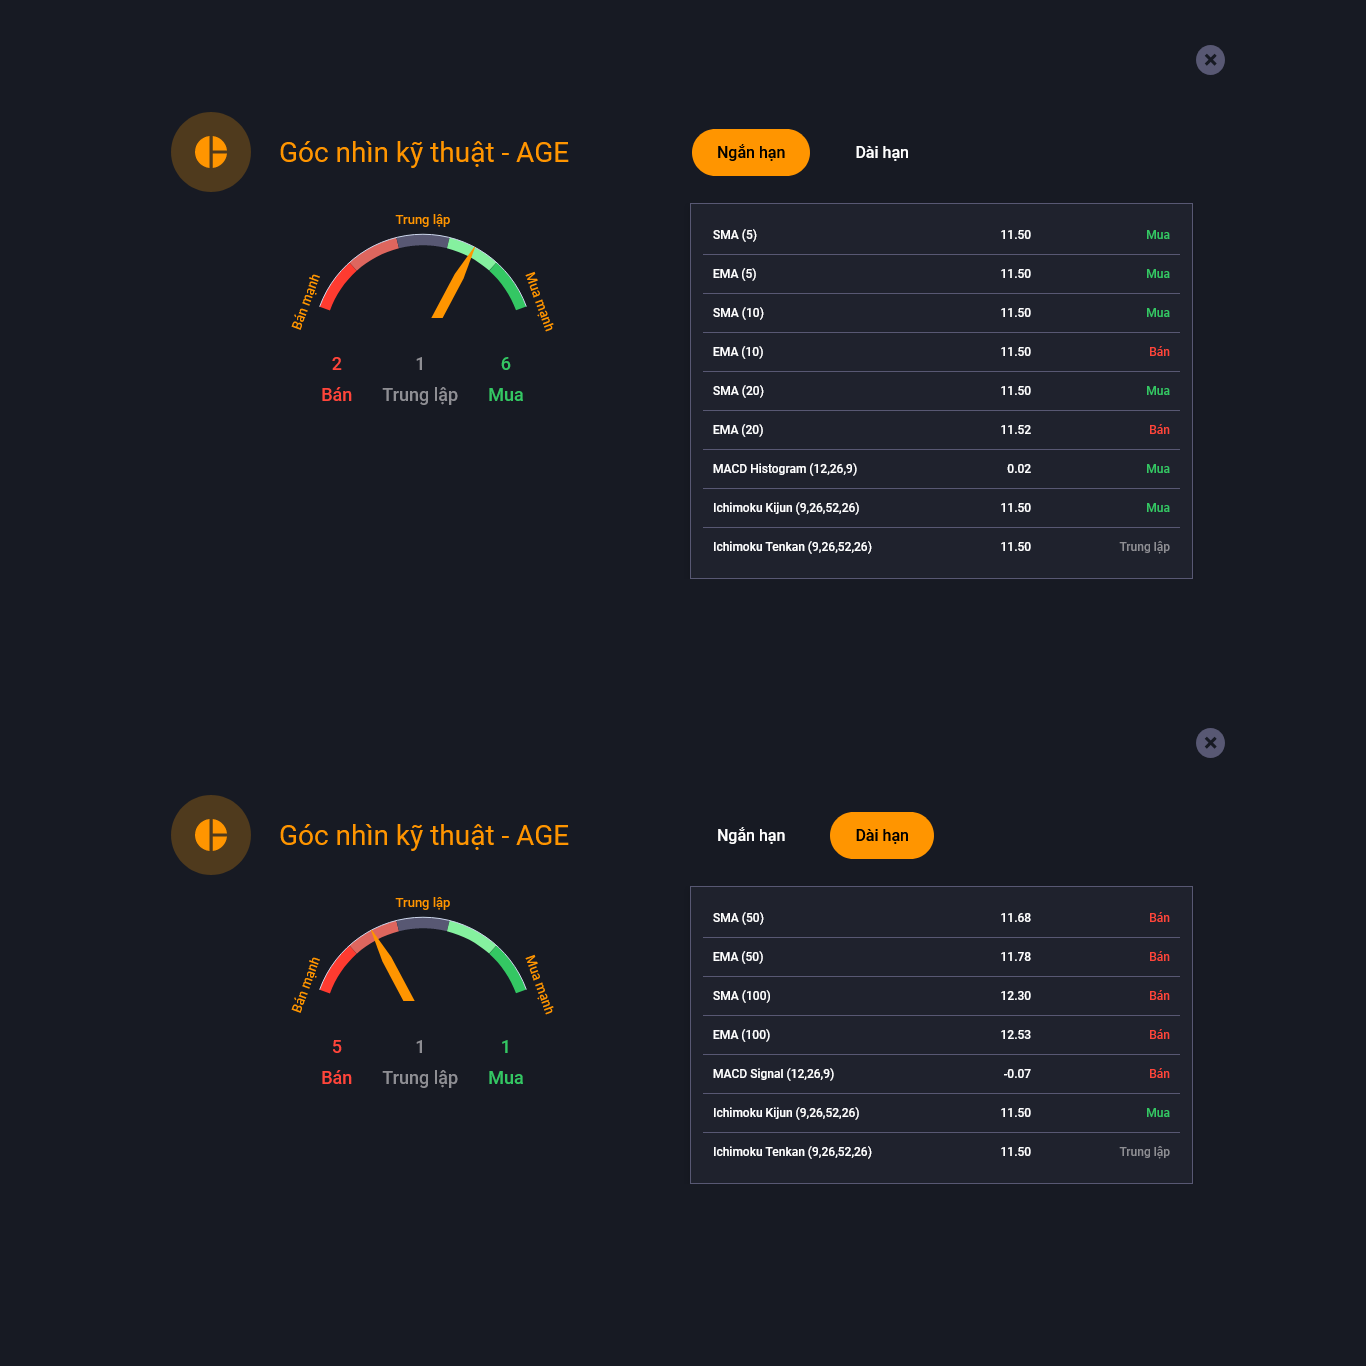 Góc nhìn kỹ thuật - AGE
Ngắn hạn
Dài hạn
Trung lập
Bán mạnh
Mua mạnh
2 1 6
Bán Trung lập Mua
SMA (5) 11.50 Mua
EMA (5) 11.50 Mua
SMA (10) 11.50 Mua
EMA (10) 11.50 Bán
SMA (20) 11.50 Mua
EMA (20) 11.52 Bán
MACD Histogram (12,26,9) 0.02 Mua
Ichimoku Kijun (9,26,52,26) 11.50 Mua
Ichimoku Tenkan (9,26,52,26) 11.50 Trung lập
Góc nhìn kỹ thuật - AGE
Ngắn hạn
Dài hạn
Trung lập
Bán mạnh
Mua mạnh
5 1 1
Bán Trung lập Mua
SMA (50) 11.68 Bán
EMA (50) 11.78 Bán
SMA (100) 12.30 Bán
EMA (100) 12.53 Bán
MACD Signal (12,26,9) -0.07 Bán
Ichimoku Kijun (9,26,52,26) 11.50 Mua
Ichimoku Tenkan (9,26,52,26) 11.50 Trung lập